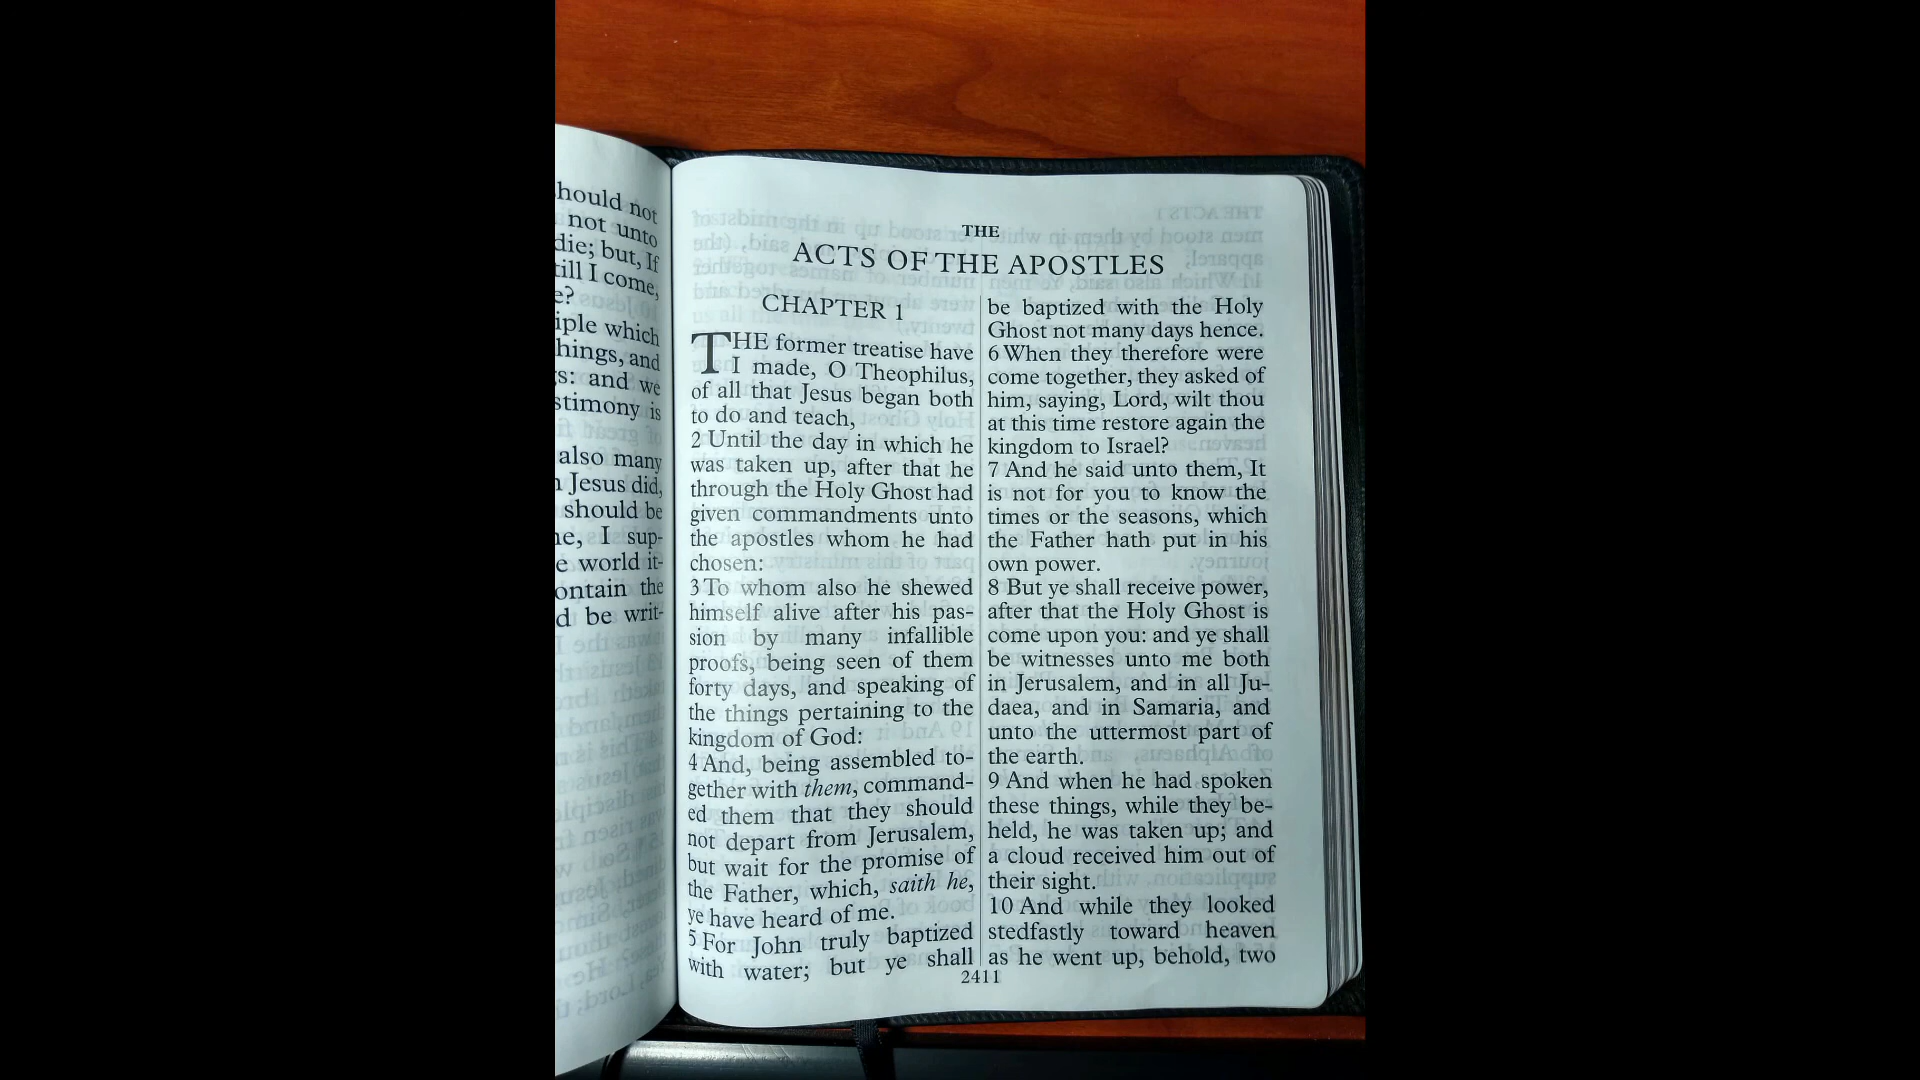 hould not
not unto
die; but, If
till I come,
e?
iple which
hings, and
s: and we
stimony is
also many
Jesus did,
should be
ne, I sup-
e world it-
ontain the
d be writ-
THE
ACTS OF THE APOSTLES
CHAPTER 1
THE former treatise have
I made, O Theophilus,
of all that Jesus began both
to do and teach,
2 Until the day in which he
was taken up, after that he
through the Holy Ghost had
given commandments unto
the apostles whom he had
chosen:
3 To whom also he shewed
himself alive after his pas-
sion by many infallible
proofs, being seen of them
forty days, and speaking of
the things pertaining to the
kingdom of God:
4 And, being assembled to-
gether with them, command-
ed them that they should
not depart from Jerusalem,
but wait for the promise of
the Father, which, saith he,
ye have heard of me.
5 For John truly baptized
with water; but ye shall
be baptized with the Holy
Ghost not many days hence.
6 When they therefore were
come together, they asked of
him, saying, Lord, wilt thou
at this time restore again the
kingdom to Israel?
7 And he said unto them, It
is not for you to know the
times or the seasons, which
the Father hath put in his
own power.
8 But ye shall receive power,
after that the Holy Ghost is
come upon you: and ye shall
be witnesses unto me both
in Jerusalem, and in all Ju-
daea, and in Samaria, and
unto the uttermost part of
the earth.
9 And when he had spoken
these things, while they be-
held, he was taken up; and
a cloud received him out of
their sight.
10 And while they looked
stedfastly toward heaven
as he went up, behold, two
2411